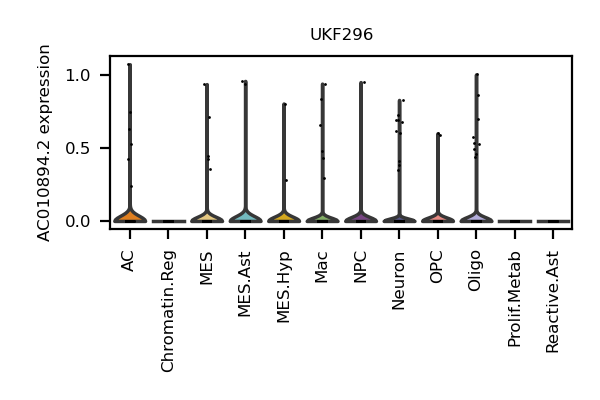 UKF296
AC010894.2 expression
1.0
0.5
0.0
AC
Chromatin.Reg
MES
MES.Ast
MES.Hyp
Mac
NPC
Neuron
OPC
Oligo
Prolif.Metab
Reactive.Ast